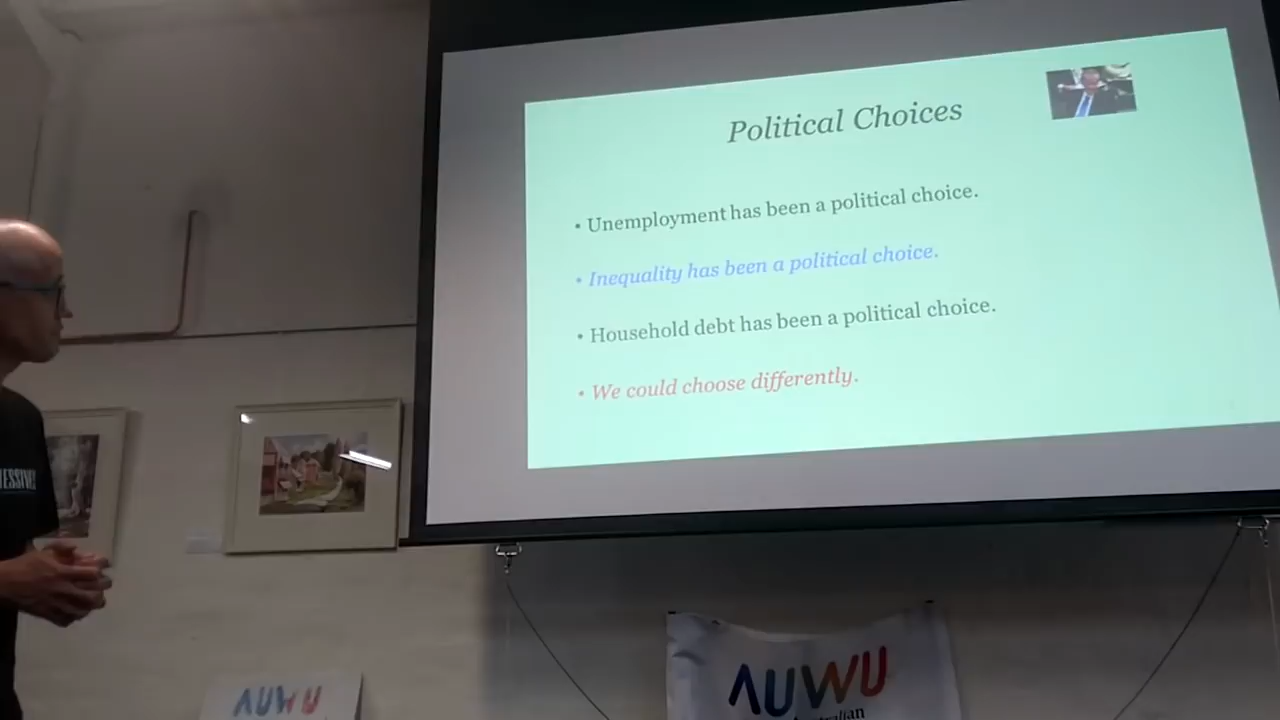 Political Choices
• Unemployment has been a political choice.
• Inequality has been a political choice.
• Household debt has been a political choice.
• We could choose differently.
AUWU
AUWU